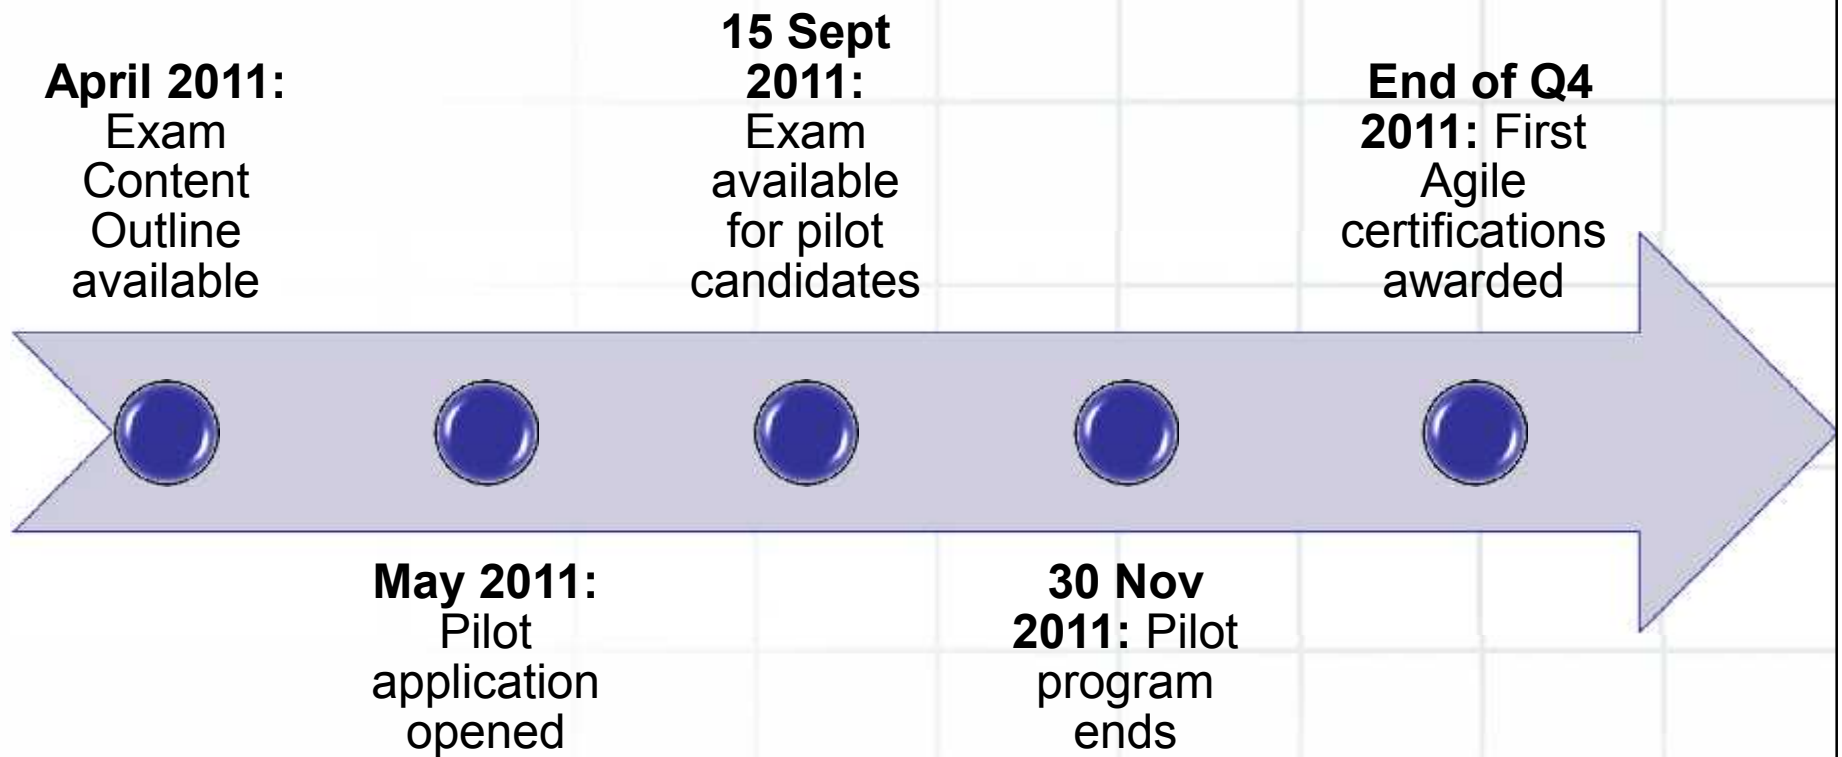 April 2011:
Exam
Content
Outline
available
May 2011:
Pilot
application
opened
15 Sept
2011:
Exam
available
for pilot
candidates
30 Nov
2011: Pilot
program
ends
End of Q4
2011: First
Agile
certifications
awarded